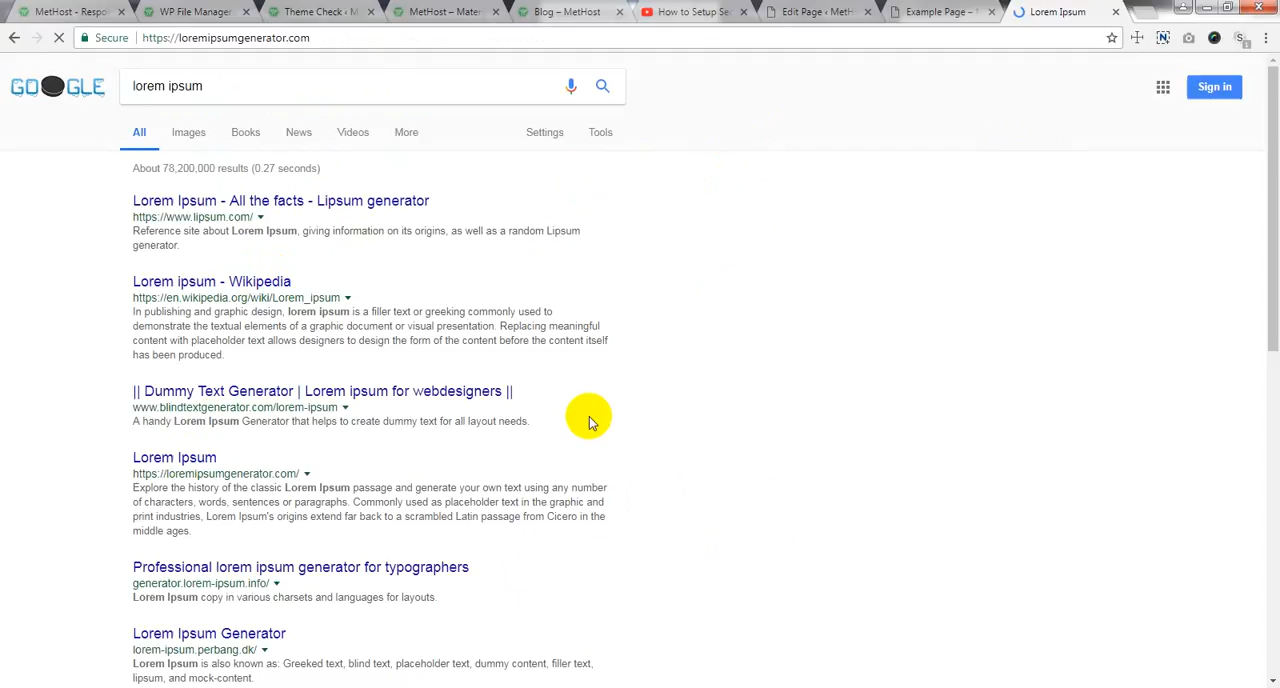 MetHost - Respo
WP File Manager
Theme Check ‹ M
MetHost – Mater
Blog – MetHost
How to Setup Se
Edit Page ‹ MetH
Example Page –
Lorem Ipsum
Secure
https://loremipsumgenerator.com
GOOGLE
lorem ipsum
Sign in
All
Images
Books
News
Videos
More
Settings
Tools
About 78,200,000 results (0.27 seconds)
Lorem Ipsum - All the facts - Lipsum generator
https://www.lipsum.com/
Reference site about Lorem Ipsum, giving information on its origins, as well as a random Lipsum
generator.
Lorem ipsum - Wikipedia
https://en.wikipedia.org/wiki/Lorem_ipsum
In publishing and graphic design, lorem ipsum is a filler text or greeking commonly used to
demonstrate the textual elements of a graphic document or visual presentation. Replacing meaningful
content with placeholder text allows designers to design the form of the content before the content itself
has been produced.
|| Dummy Text Generator | Lorem ipsum for webdesigners ||
www.blindtextgenerator.com/lorem-ipsum
A handy Lorem Ipsum Generator that helps to create dummy text for all layout needs.
Lorem Ipsum
https://loremipsumgenerator.com/
Explore the history of the classic Lorem Ipsum passage and generate your own text using any number
of characters, words, sentences or paragraphs. Commonly used as placeholder text in the graphic and
print industries, Lorem Ipsum's origins extend far back to a scrambled Latin passage from Cicero in the
middle ages.
Professional lorem ipsum generator for typographers
generator.lorem-ipsum.info/
Lorem Ipsum copy in various charsets and languages for layouts.
Lorem Ipsum Generator
lorem-ipsum.perbang.dk/
Lorem Ipsum is also known as: Greeked text, blind text, placeholder text, dummy content, filler text,
lipsum, and mock-content.